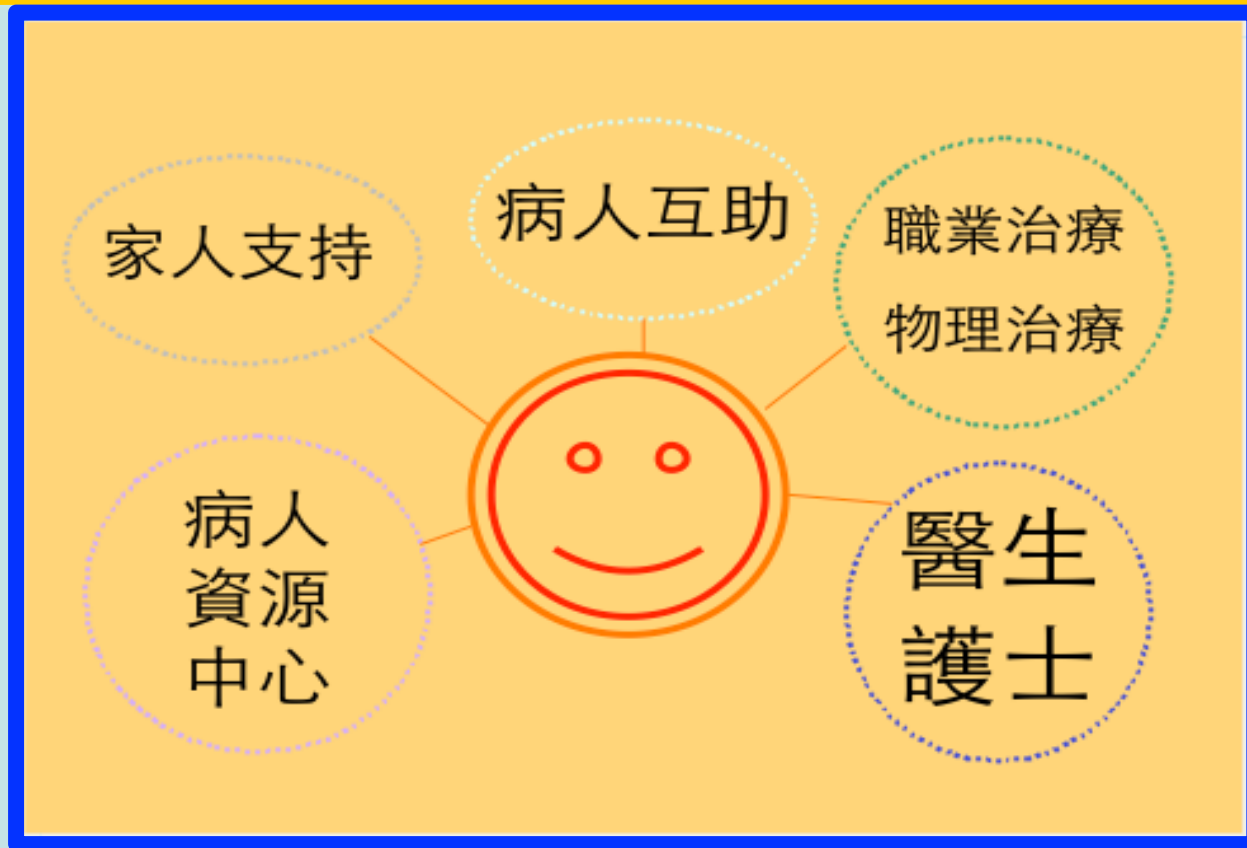 家人支持
病人互助
職業治療
物理治療
病人
資源
中心
醫生
護士